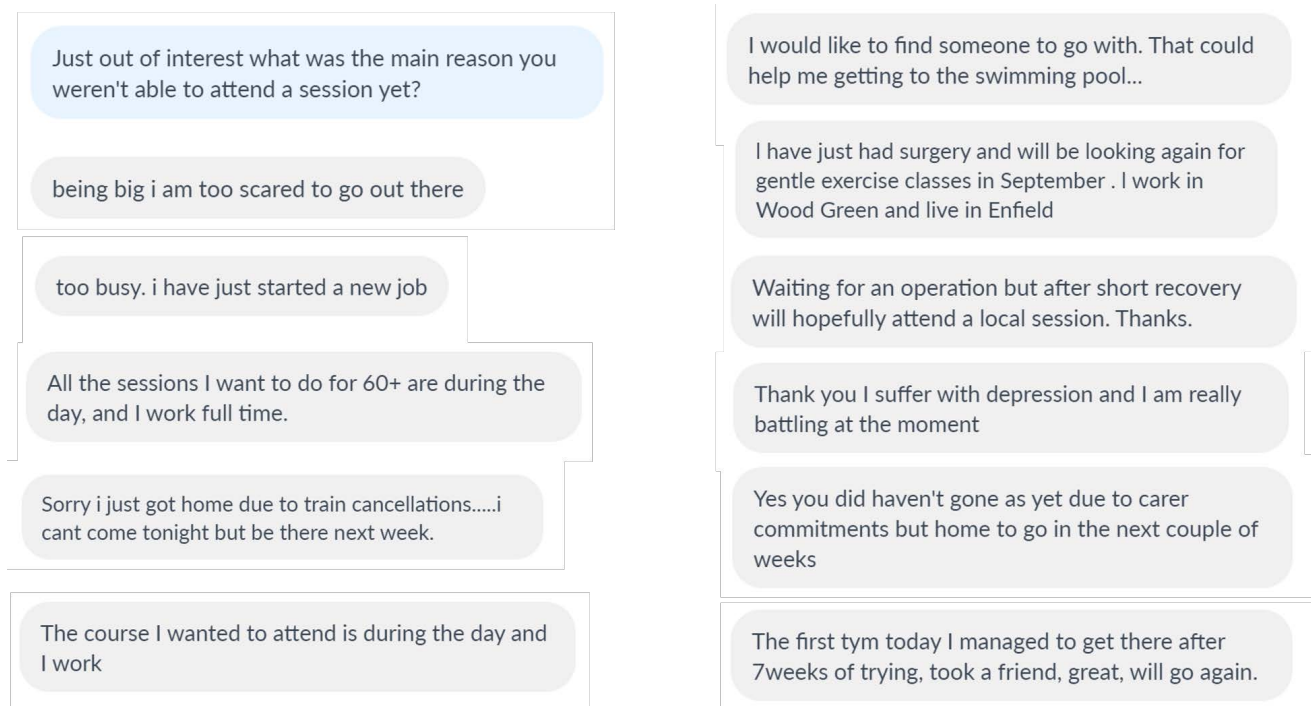 Just out of interest what was the main reason you
weren't able to attend a session yet?
being big i am too scared to go out there
too busy. i have just started a new job
All the sessions I want to do for 60+ are during the
day, and I work full time.
Sorry i just got home due to train cancellations.....i
cant come tonight but be there next week.
The course I wanted to attend is during the day and
I work
I would like to find someone to go with. That could
help me getting to the swimming pool...
I have just had surgery and will be looking again for
gentle exercise classes in September . I work in
Wood Green and live in Enfield
Waiting for an operation but after short recovery
will hopefully attend a local session. Thanks.
Thank you I suffer with depression and I am really
battling at the moment
Yes you did haven't gone as yet due to carer
commitments but home to go in the next couple of
weeks
The first tym today I managed to get there after
7weeks of trying, took a friend, great, will go again.